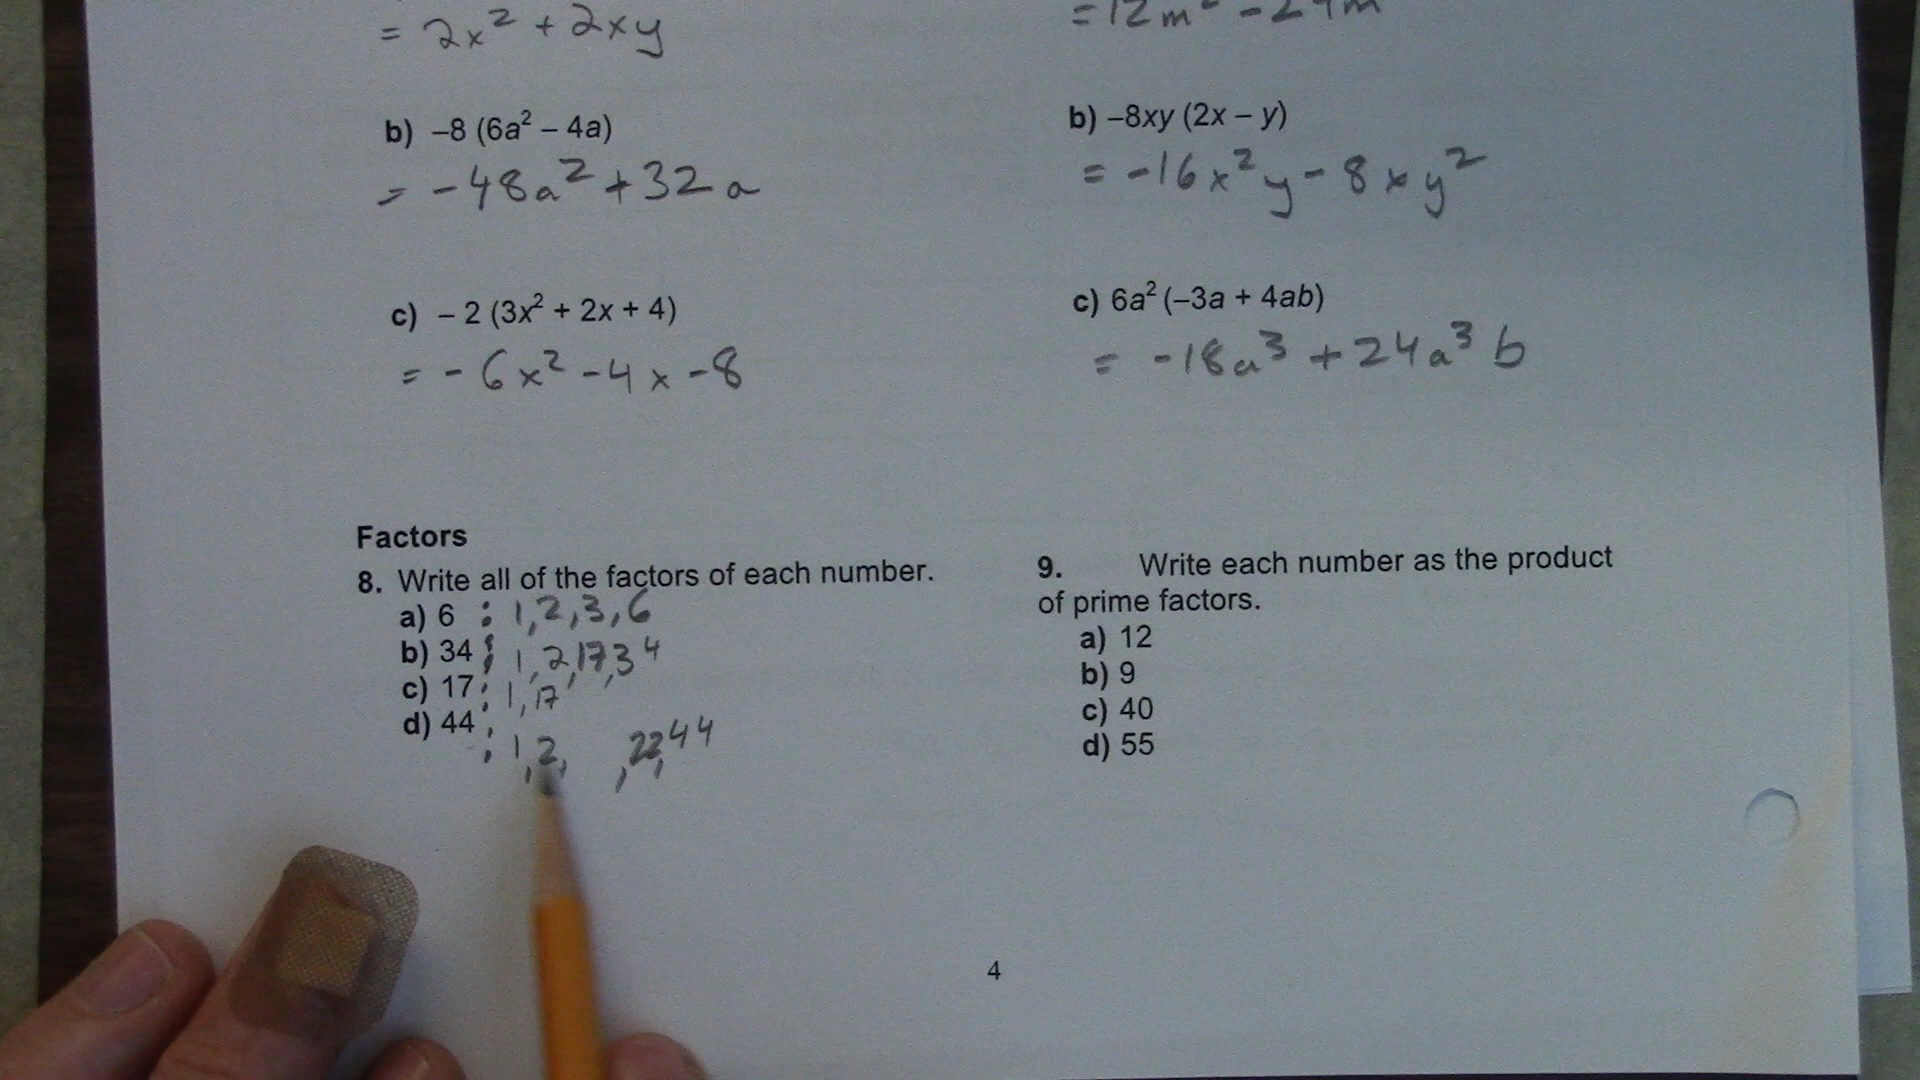 = 2x² + 2xy
= 12m² - 24m
b) –8 (6a² – 4a)
= -48a² + 32a
c) – 2 (3x² + 2x + 4)
= -6x² - 4x - 8
b) –8xy (2x – y)
= -16x²y - 8xy²
c) 6a² (–3a + 4ab)
= -18a³ + 24a³b
Factors
8. Write all of the factors of each number.
a) 6 : 1, 2, 3, 6
b) 34 : 1, 2, 17, 34
c) 17 : 1, 17
d) 44 : 1, 2, , 22, 44
9. Write each number as the product
of prime factors.
a) 12
b) 9
c) 40
d) 55
4